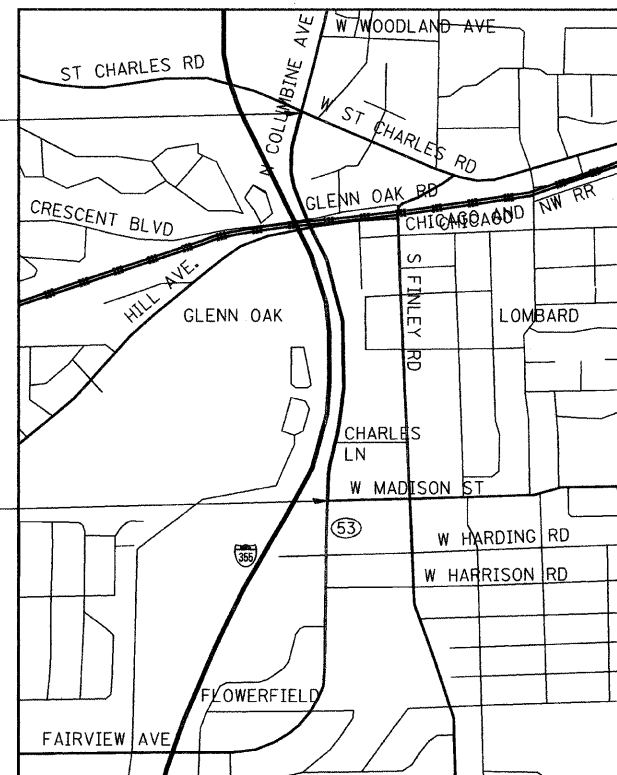 W WOODLAND AVE
ST CHARLES RD
N COLUMBINE AVE
W ST CHARLES RD
GLENN OAK RD
CRESCENT BLVD
CHICAGO AND CHICAGO NW RR
HILL AVE.
GLENN OAK
S FINLEY RD
LOMBARD
CHARLES
LN
W MADISON ST
53
W HARDING RD
355
W HARRISON RD
FLOWERFIELD
FAIRVIEW AVE